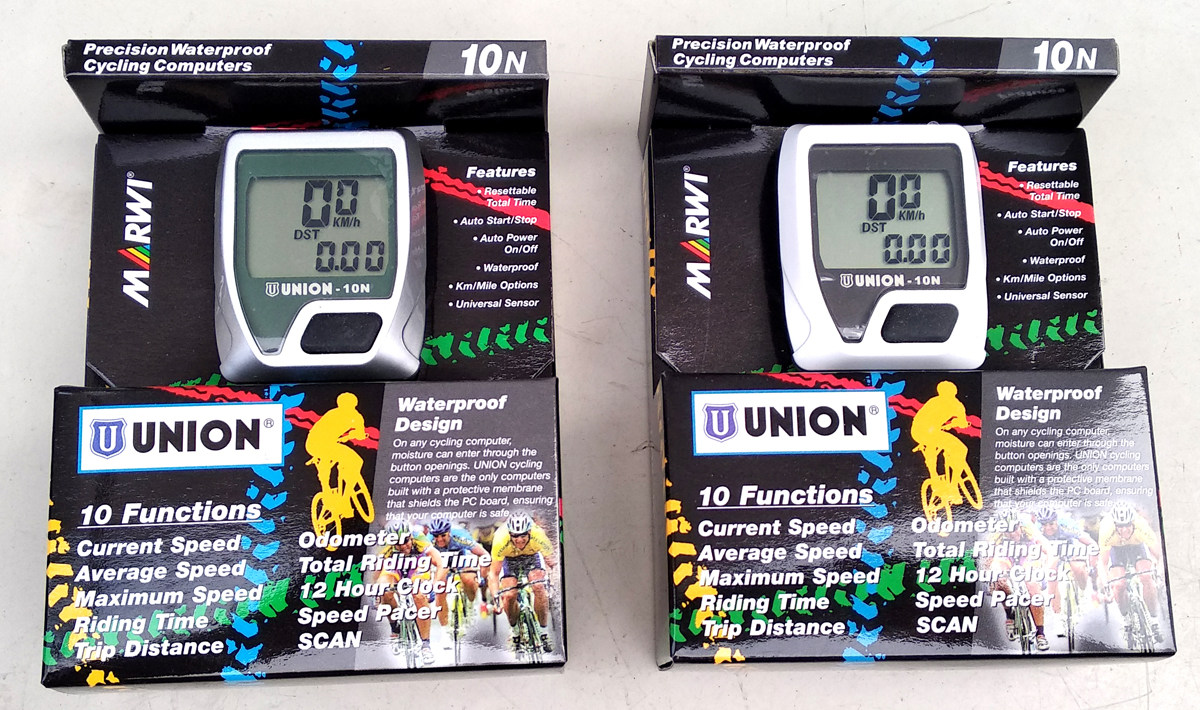 Precision Waterproof
Cycling Computers
10N
MARWI®
00
KM/h
DST
0.00
UNION - 10N
Features
• Resettable
Total Time
• Auto Start/Stop
• Auto Power
On/Off
• Waterproof
• Km/Mile Options
• Universal Sensor
U UNION®
10 Functions
Current Speed
Average Speed
Maximum Speed
Riding Time
Trip Distance
Odometer
Total Riding Time
12 Hour Clock
Speed Pacer
SCAN
Waterproof
Design
On any cycling computer,
moisture can enter through the
button openings. UNION cycling
computers are the only computers
built with a protective membrane
that shields the PC board, ensuring
that your computer is safe.
Precision Waterproof
Cycling Computers
10N
MARWI®
00
KM/h
DST
0.00
UNION - 10N
Features
• Resettable
Total Time
• Auto Start/Stop
• Auto Power
On/Off
• Waterproof
• Km/Mile Options
• Universal Sensor
U UNION®
10 Functions
Current Speed
Average Speed
Maximum Speed
Riding Time
Trip Distance
Odometer
Total Riding Time
12 Hour Clock
Speed Pacer
SCAN
Waterproof
Design
On any cycling computer,
moisture can enter through the
button openings. UNION cycling
computers are the only computers
built with a protective membrane
that shields the PC board, ensuring
that your computer is safe.